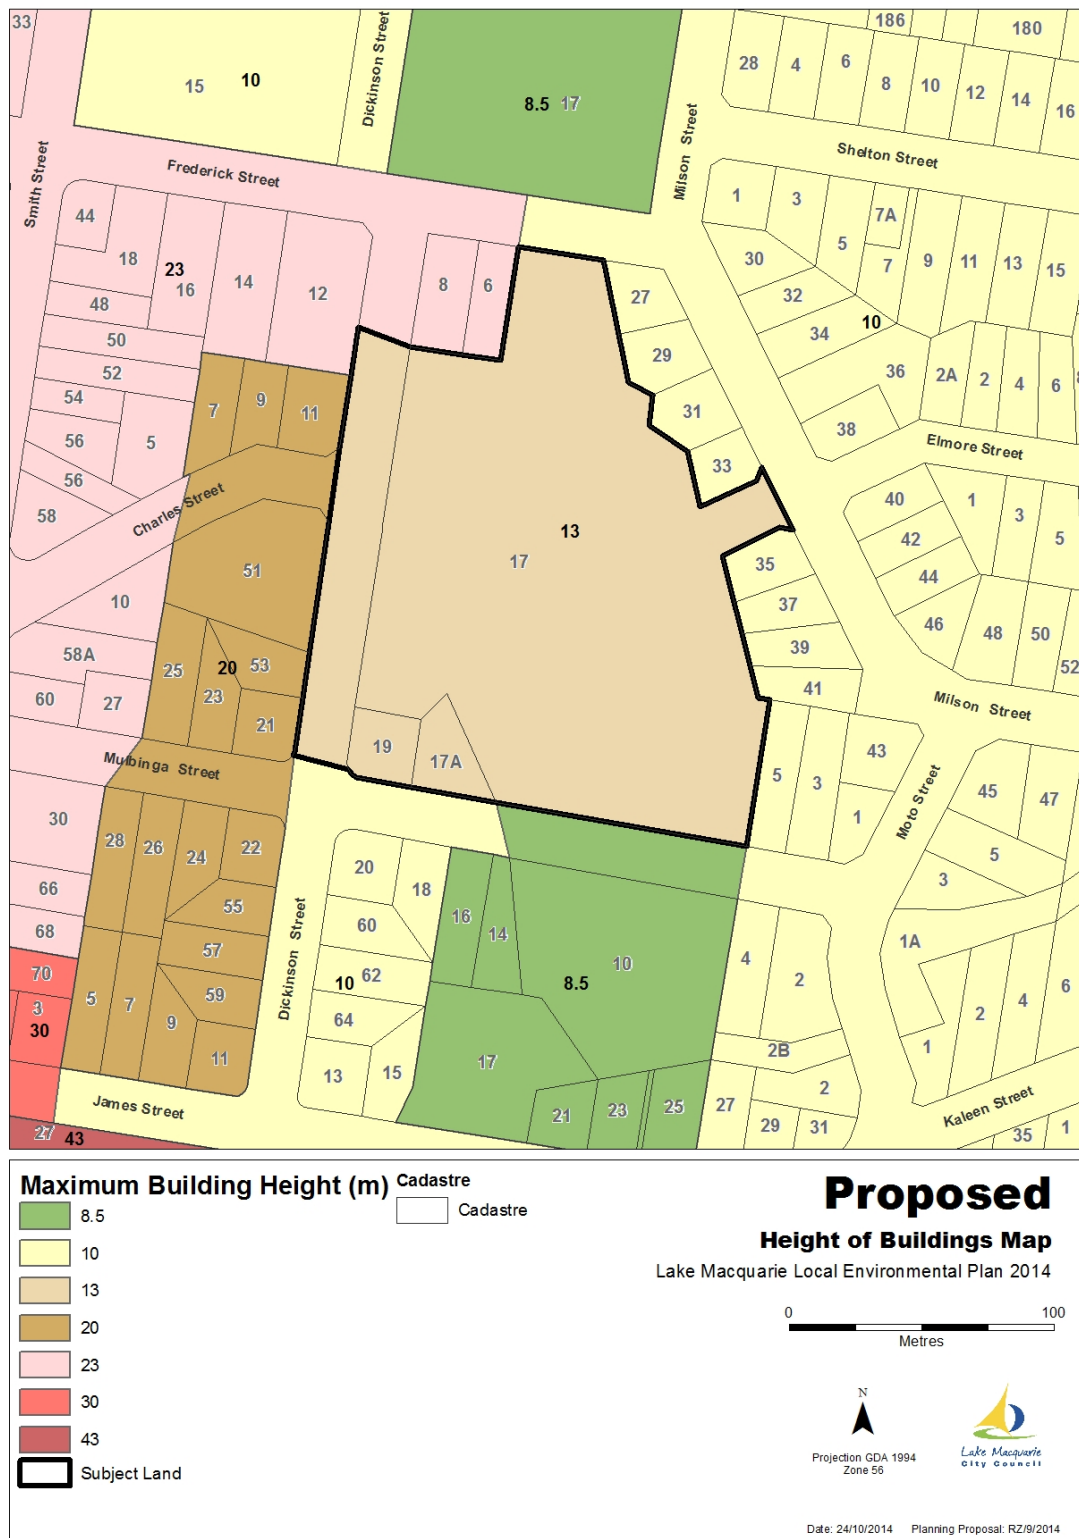 33
15 10
Dickinson Street
8.5 17
186
180
28 4 6 8 10 12 14 16
Milson Street
Shelton Street
Smith Street
Frederick Street
44
18
23
16
14
12
48
50
52
54
56
5
56
58
8 6
27
29
31
33
1 3 5 7A 7 9 11 13 15
30
32
34
10
36
38
2A 2 4 6 8
Elmore Street
7 9 11
Charles Street
51
10
58A
60 27
25
20
53
23
21
13
17
19
17A
35
37
39
41
40
42
44
46
1 3 5
48 50 52
Milson Street
43
5 3 1
Moto Street
45 47
5
3
1A
Mulbinga Street
30
66
68
70
3
30
28 26 24 22
55
57
59
5 7 9 11
Dickinson Street
20
18
60
10 62
64
13 15
16
14
10
8.5
17
21 23 25
4
2
2B
2
27
29 31
2 4 6
1
Kaleen Street
35 1
James Street
27 43
Maximum Building Height (m)
8.5
10
13
20
23
30
43
Subject Land
Cadastre
Cadastre
Proposed
Height of Buildings Map
Lake Macquarie Local Environmental Plan 2014
0 100
Metres
N
Projection GDA 1994
Zone 56
Lake Macquarie
City Council
Date: 24/10/2014 Planning Proposal: RZ/9/2014